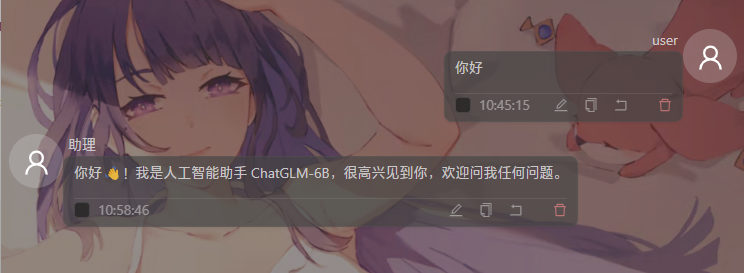 user
你好
10:45:15
助理
你好 👋！我是人工智能助手 ChatGLM-6B，很高兴见到你，欢迎问我任何问题。
10:58:46